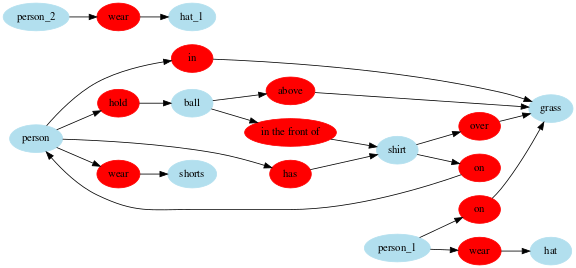 person_2 wear hat_1
in
grass
above
hold ball
in the front of over
person shirt
wear shorts has on
on
person_1 wear hat